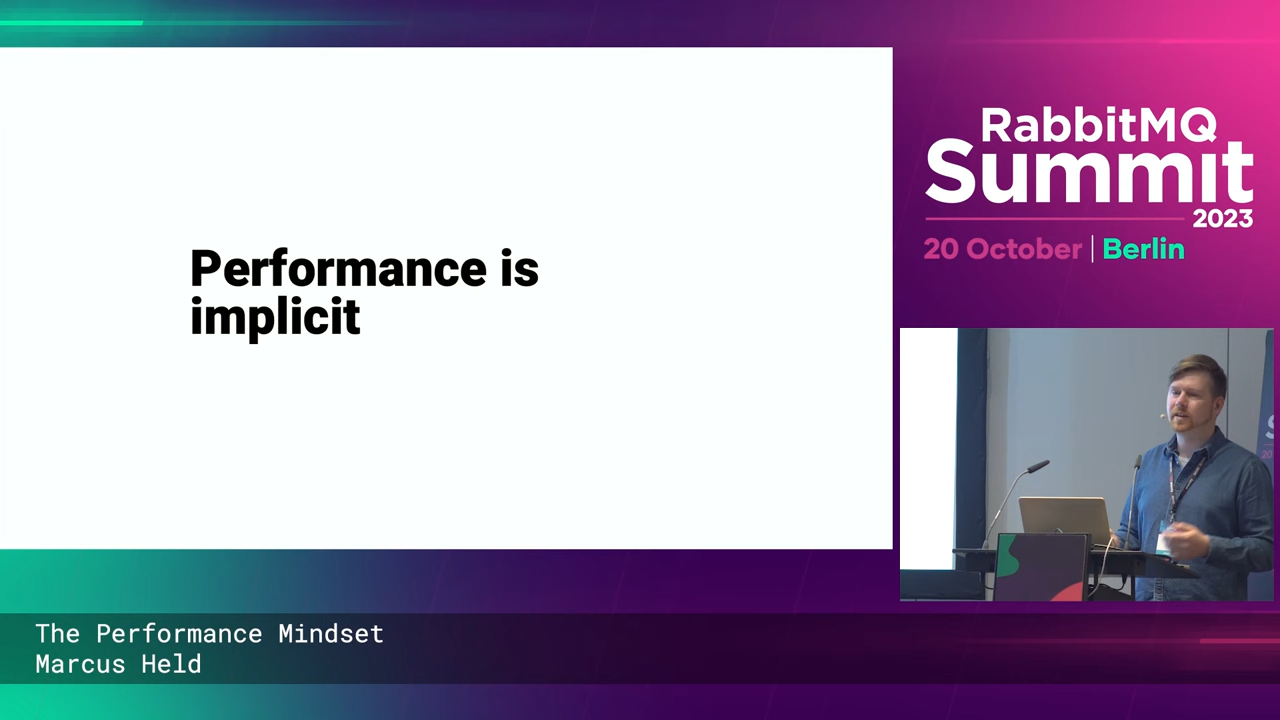 Performance is
implicit
RabbitMQ
Summit
2023
20 October | Berlin
The Performance Mindset
Marcus Held